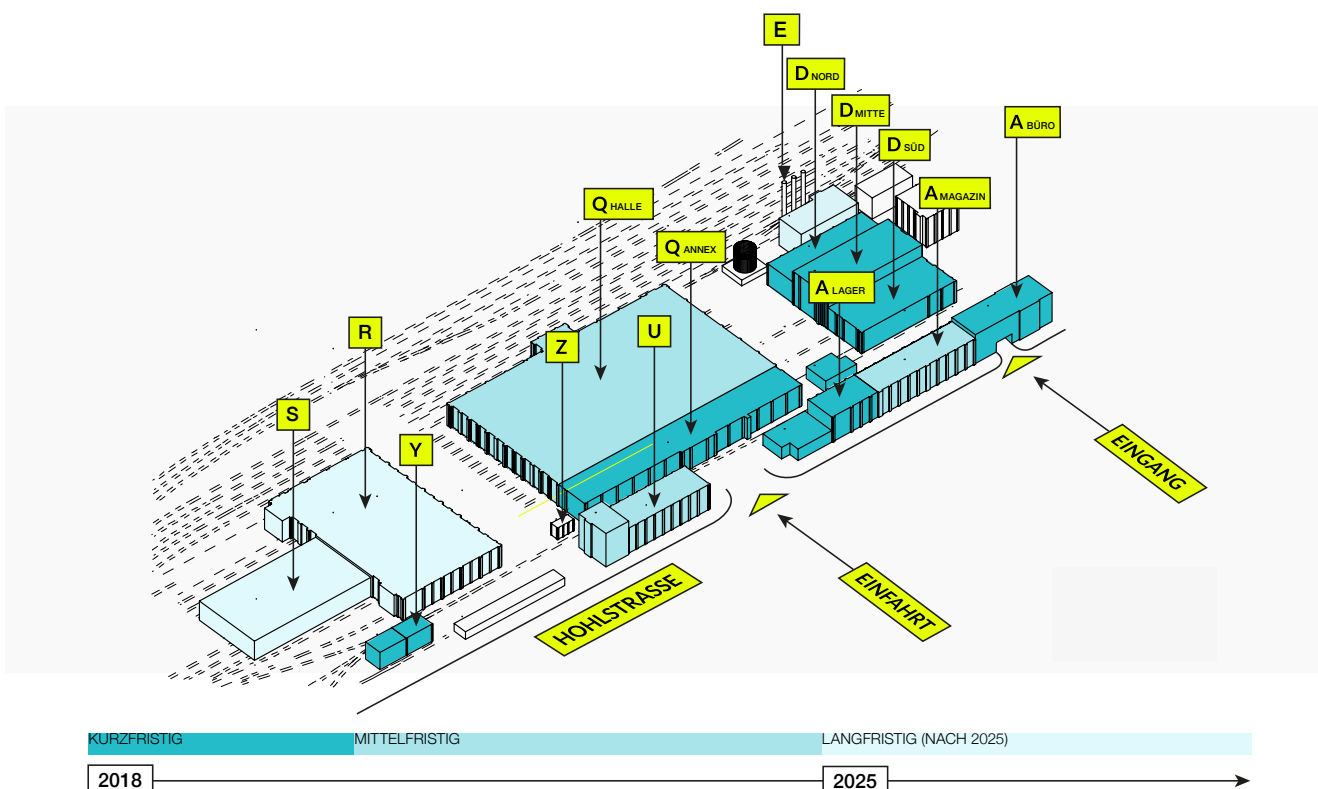 E
D NORD
D MITTE
A BÜRO
D SÜD
A MAGAZIN
Q HALLE
Q ANNEX
A LAGER
R
Z
U
S
Y
EINGANG
HOHLSTRASSE
EINFAHRT
KURZFRISTIG
MITTELFRISTIG
LANGFRISTIG (NACH 2025)
2018
2025